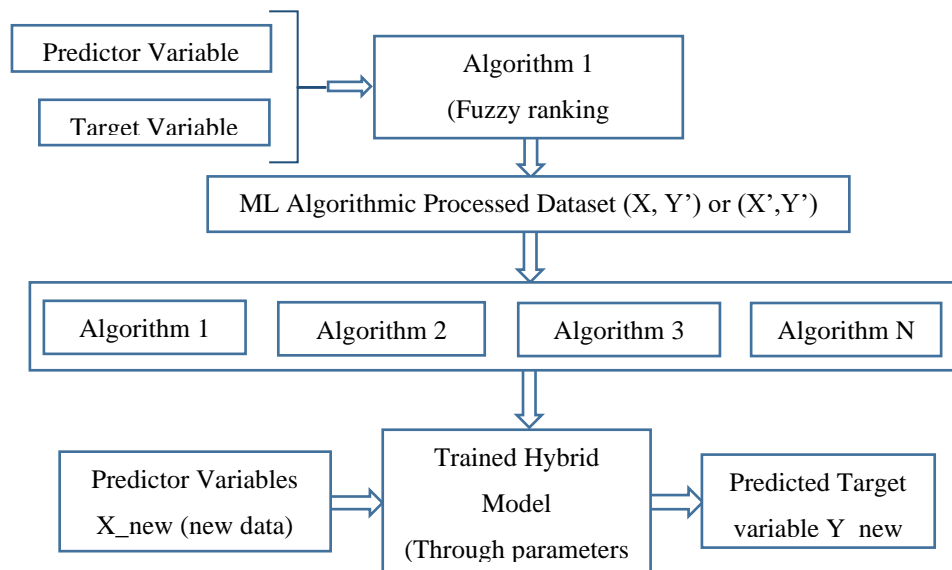 Predictor Variable
Target Variable
Algorithm 1
(Fuzzy ranking
ML Algorithmic Processed Dataset (X, Y’) or (X’,Y’)
Algorithm 1
Algorithm 2
Algorithm 3
Algorithm N
Predictor Variables
X_new (new data)
Trained Hybrid
Model
(Through parameters
Predicted Target
variable Y new